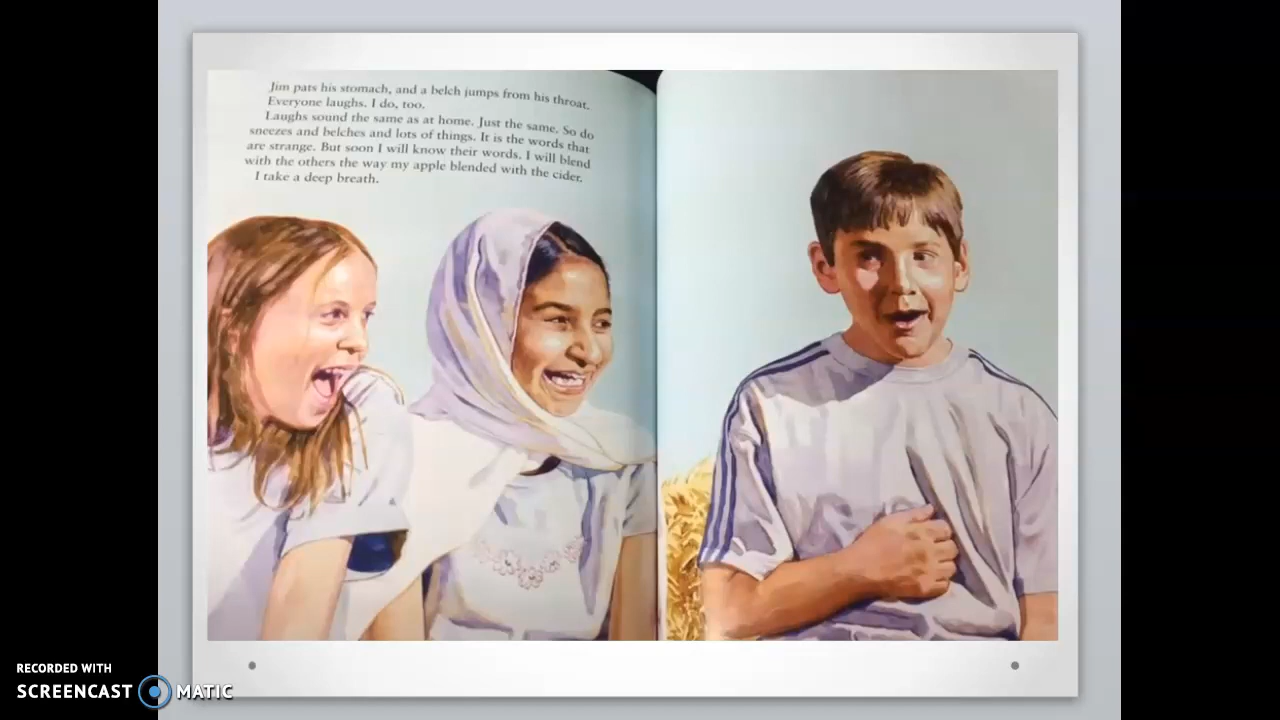 Jim pats his stomach, and a belch jumps from his throat.
Everyone laughs. I do, too.
Laughs sound the same as at home. Just the same. So do
sneezes and belches and lots of things. It is the words that
are strange. But soon I will know their words. I will blend
with the others the way my apple blended with the cider.
I take a deep breath.
RECORDED WITH
SCREENCAST MATIC